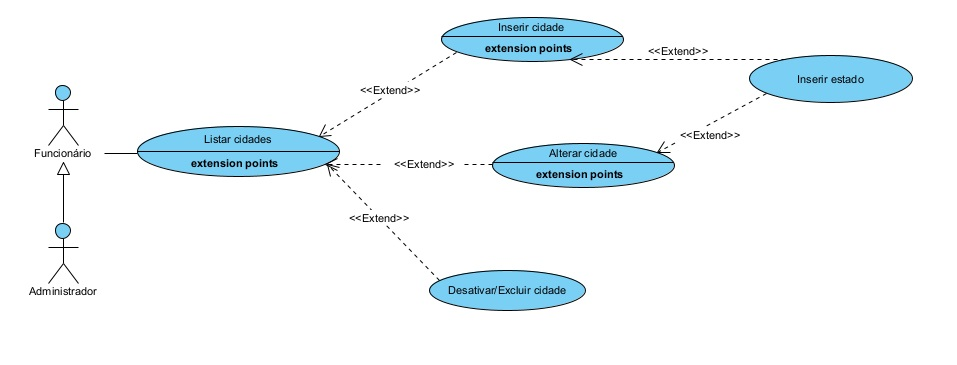 Inserir cidade
extension points
<<Extend>>
Inserir estado
<<Extend>>
<<Extend>>
Funcionário
Listar cidades
extension points
<<Extend>>
Alterar cidade
extension points
<<Extend>>
Administrador
Desativar/Excluir cidade